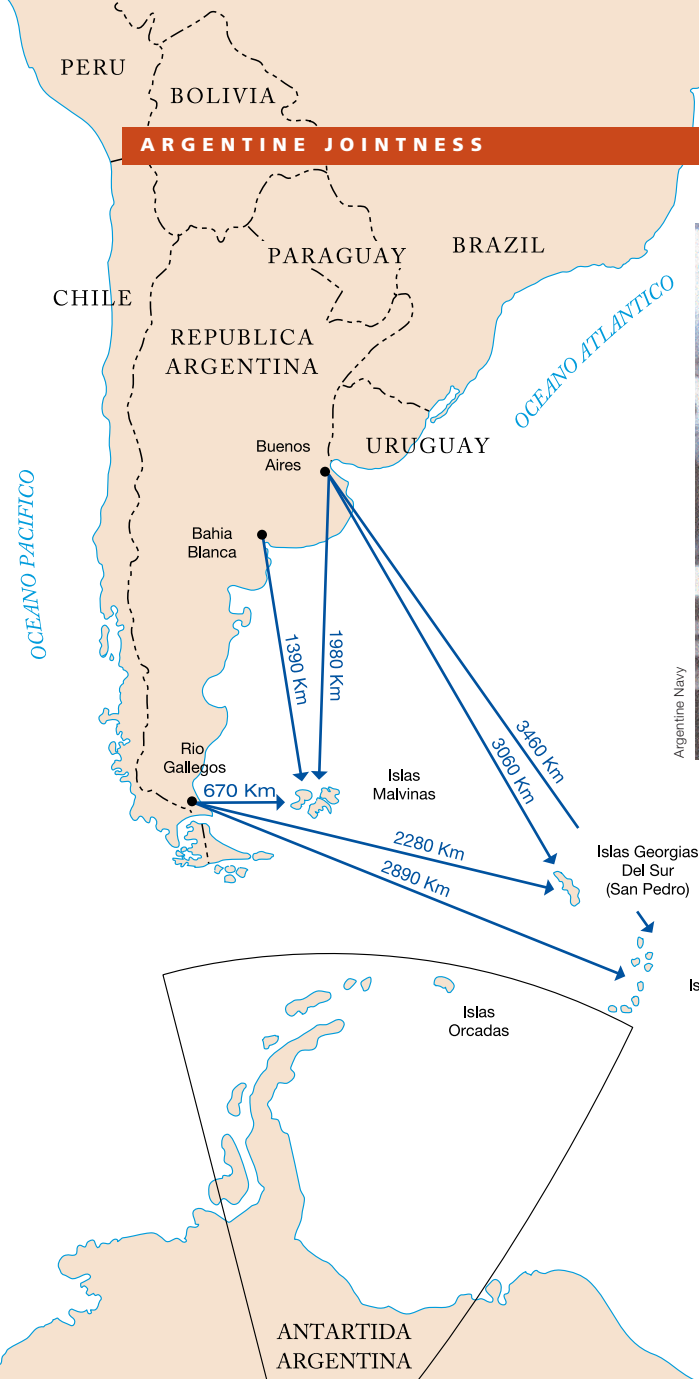 PERU
BOLIVIA
ARGENTINE JOINTNESS
PARAGUAY
BRAZIL
CHILE
REPUBLICA
ARGENTINA
OCEANO ATLANTICO
Buenos
Aires
URUGUAY
OCEANO PACIFICO
Bahia
Blanca
1390 Km
1980 Km
3460 Km
3060 Km
Argentine Navy
Rio
Gallegos
670 Km
Islas
Malvinas
2280 Km
2890 Km
Islas Georgias
Del Sur
(San Pedro)
Is
Islas
Orcadas
ANTARTIDA
ARGENTINA